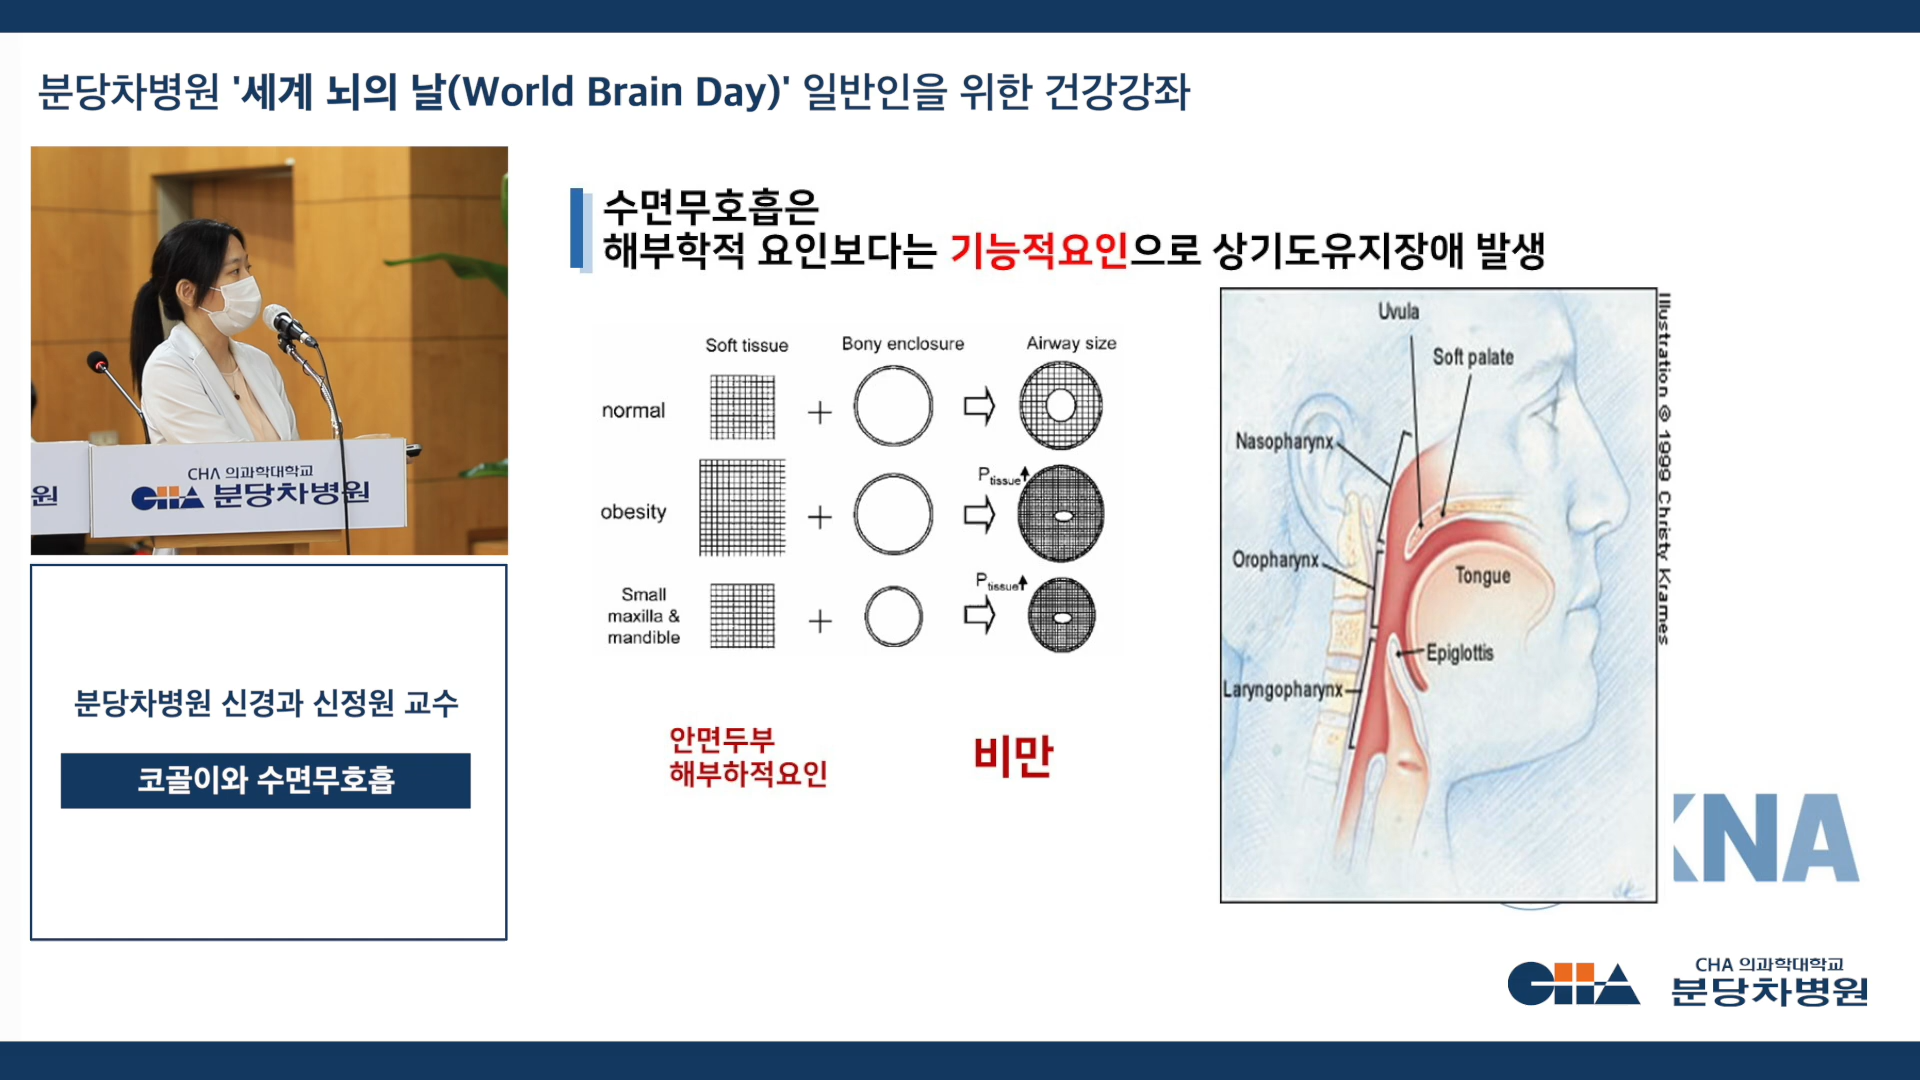 분당차병원 '세계 뇌의 날(World Brain Day)' 일반인을 위한 건강강좌
CHA 의과학대학교
분당차병원
원
분당차병원 신경과 신정원 교수
코골이와 수면무호흡
수면무호흡은
해부학적 요인보다는 기능적요인으로 상기도유지장애 발생
Soft tissue
Bony enclosure
Airway size
normal
obesity
Ptissue
Small
maxilla &
mandible
Ptissue
안면두부
해부하적요인
비만
Uvula
Soft palate
Nasopharynx
Oropharynx
Tongue
Epiglottis
Laryngopharynx
Illustration © 1999 Christy Krames
KNA
CHA
CHA 의과학대학교
분당차병원